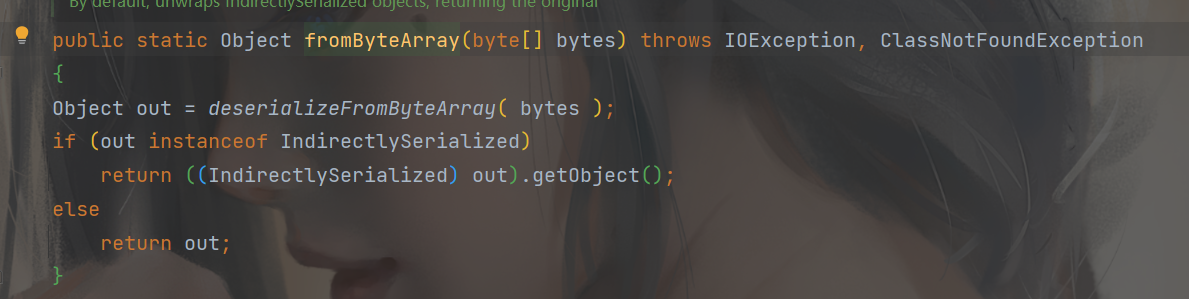 By default, unwraps IndirectlySerialized objects, returning the original
public static Object fromByteArray(byte[] bytes) throws IOException, ClassNotFoundException
{
Object out = deserializeFromByteArray( bytes );
if (out instanceof IndirectlySerialized)
    return ((IndirectlySerialized) out).getObject();
else
    return out;
}